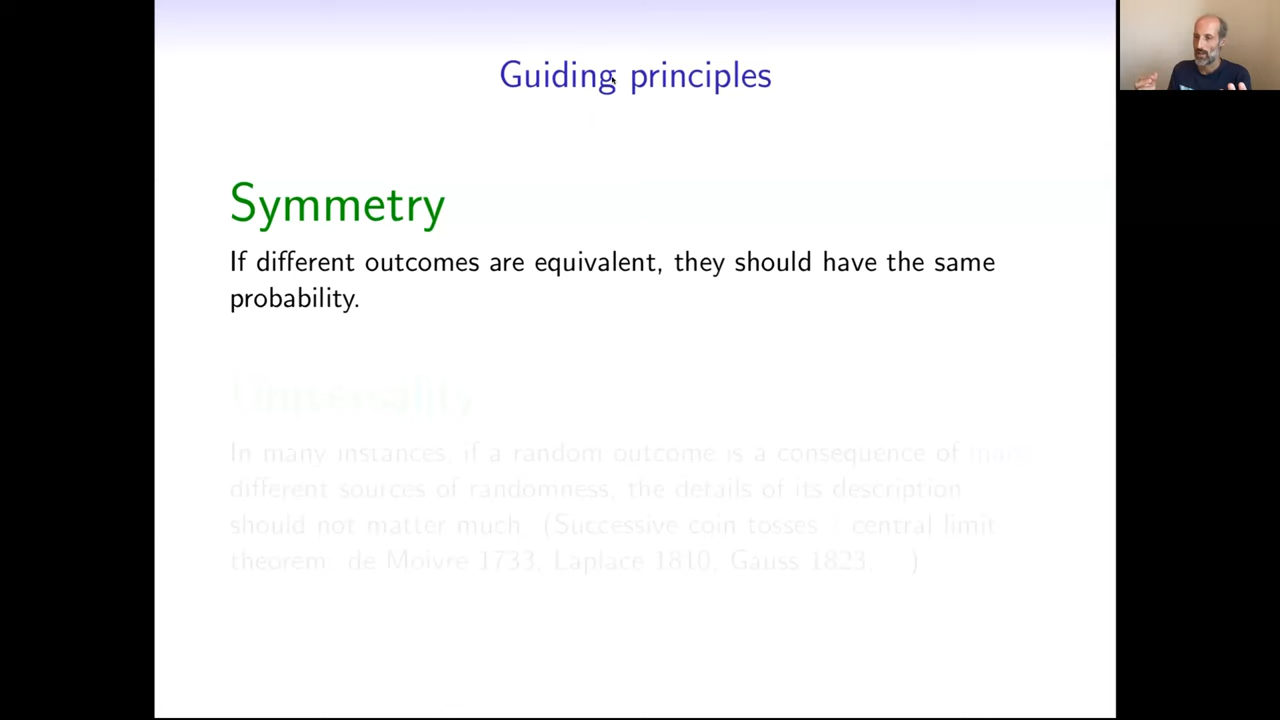 Guiding principles
Symmetry
If different outcomes are equivalent, they should have the same
probability.
Universality
In many instances, if a random outcome is a consequence of many
different sources of randomness, the details of its description
should not matter much. (Successive coin tosses : central limit
theorem: de Moivre 1733, Laplace 1810, Gauss 1823, )